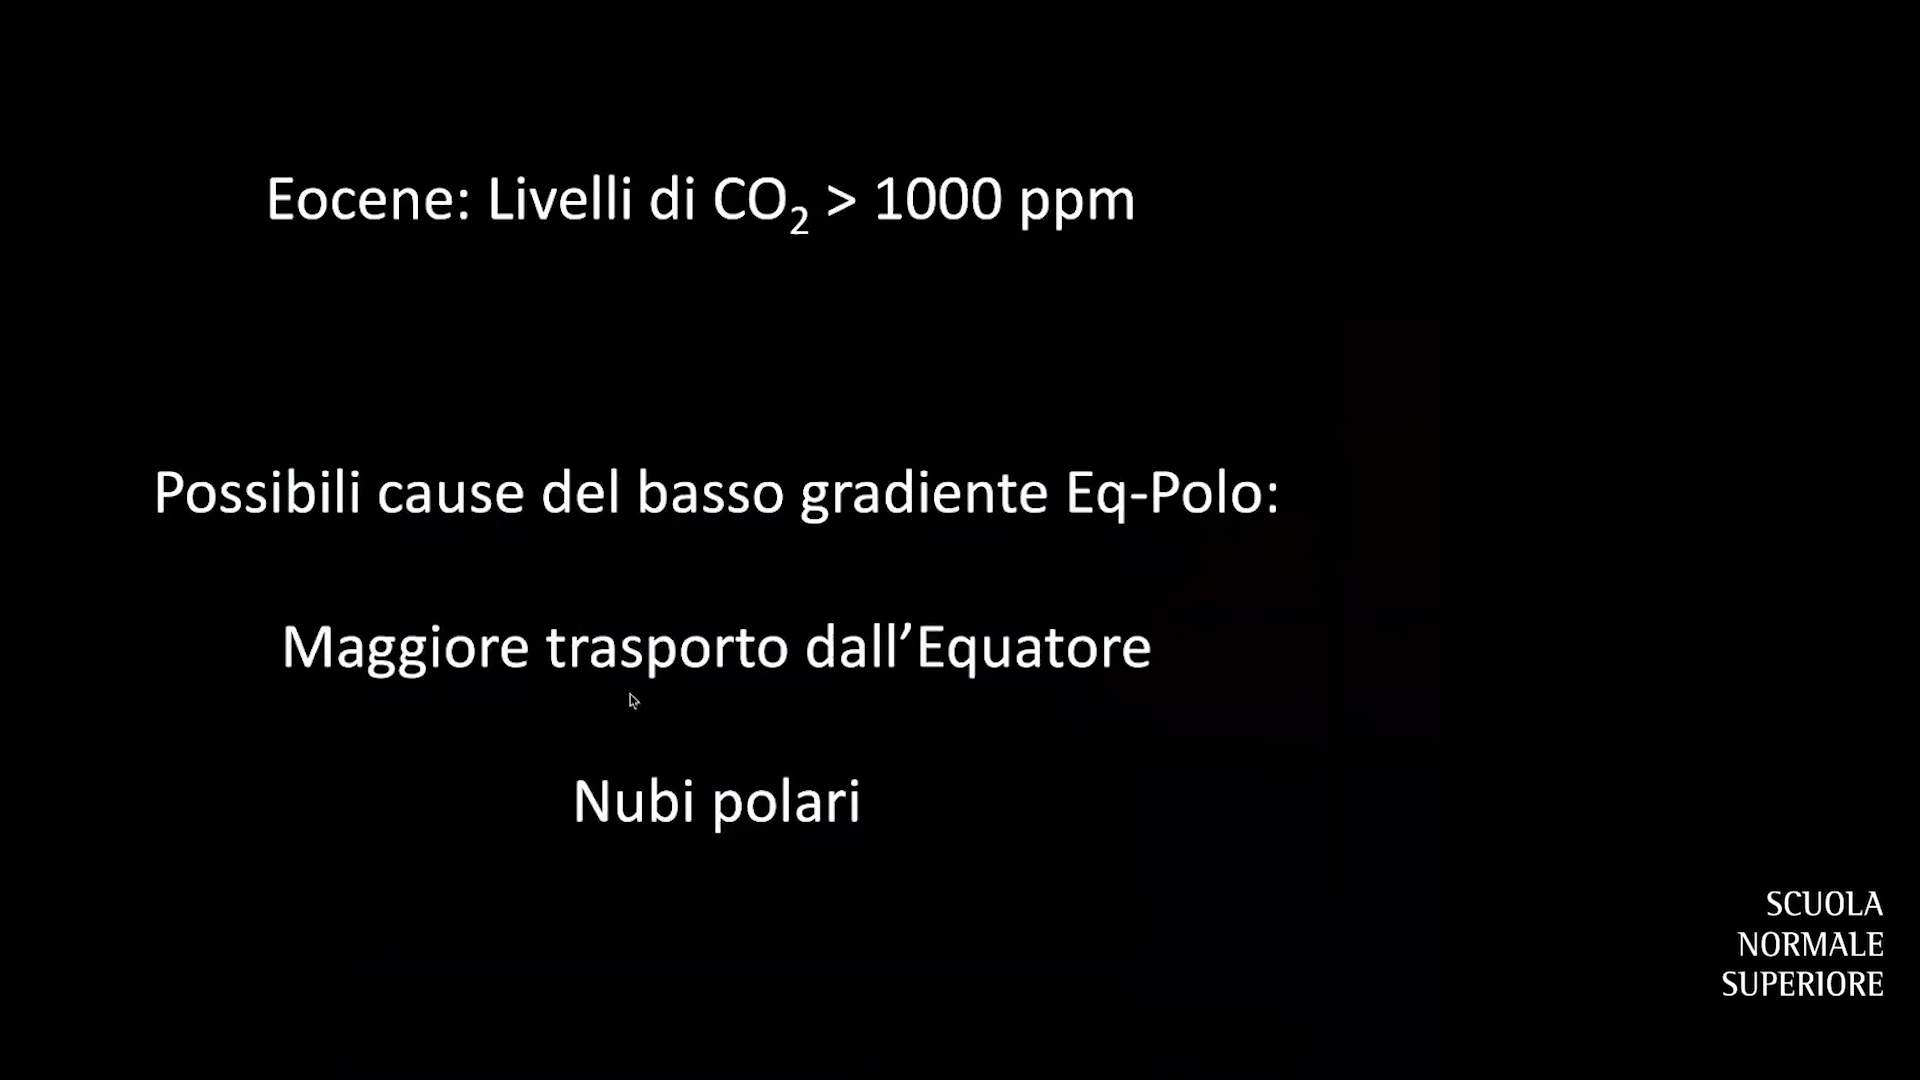 Eocene: Livelli di CO₂ > 1000 ppm
Possibili cause del basso gradiente Eq-Polo:
Maggiore trasporto dall’Equatore
Nubi polari
SCUOLA
NORMALE
SUPERIORE